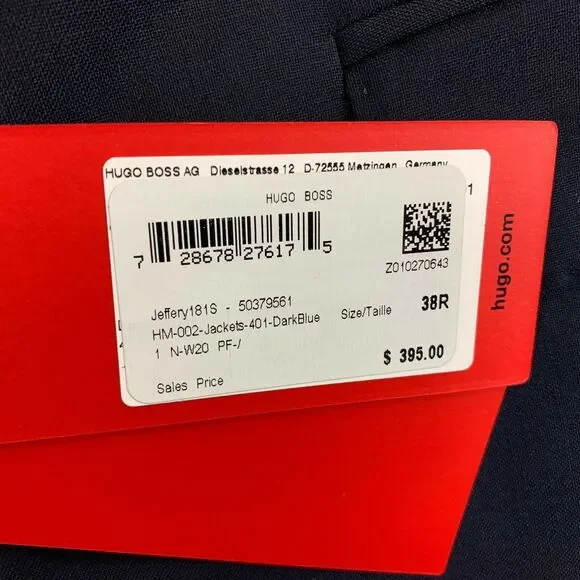 HUGO BOSS AG Dieselstrasse 12 D-72555 Metzingen Germany
HUGO BOSS
7 28678 27617 5
Z010270643
Jeffery181S - 50379561
HM-002-Jackets-401-DarkBlue
Size/Taille 38R
1 N-W20 PF-/
$ 395.00
Sales Price
hugo.com